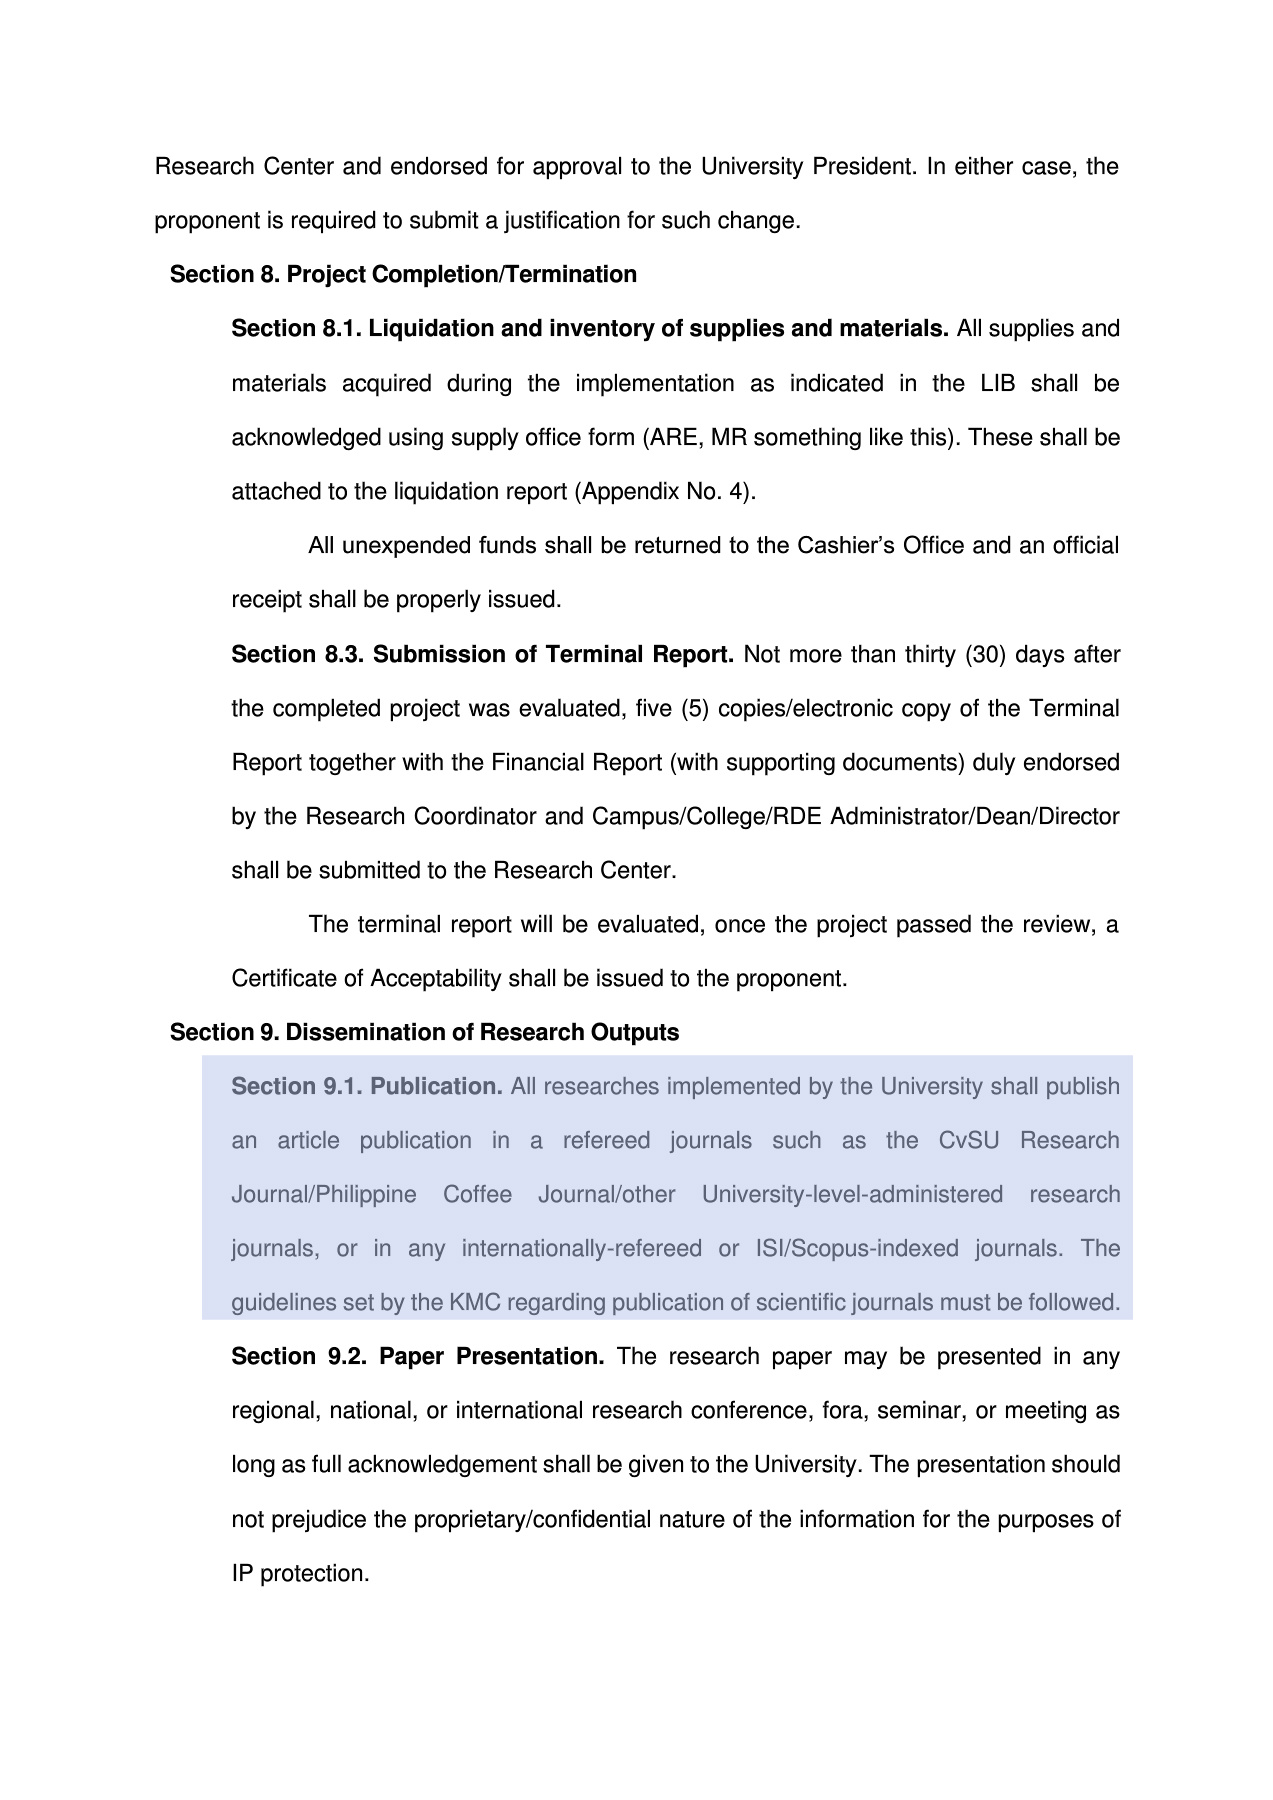 Research Center and endorsed for approval to the University President. In either case, the
proponent is required to submit a justification for such change.
Section 8. Project Completion/Termination
Section 8.1. Liquidation and inventory of supplies and materials. All supplies and
materials acquired during the implementation as indicated in the LIB shall be
acknowledged using supply office form (ARE, MR something like this). These shall be
attached to the liquidation report (Appendix No. 4).
All unexpended funds shall be returned to the Cashier’s Office and an official
receipt shall be properly issued.
Section 8.3. Submission of Terminal Report. Not more than thirty (30) days after
the completed project was evaluated, five (5) copies/electronic copy of the Terminal
Report together with the Financial Report (with supporting documents) duly endorsed
by the Research Coordinator and Campus/College/RDE Administrator/Dean/Director
shall be submitted to the Research Center.
The terminal report will be evaluated, once the project passed the review, a
Certificate of Acceptability shall be issued to the proponent.
Section 9. Dissemination of Research Outputs
Section 9.1. Publication. All researches implemented by the University shall publish
an article publication in a refereed journals such as the CvSU Research
Journal/Philippine Coffee Journal/other University-level-administered research
journals, or in any internationally-refereed or ISI/Scopus-indexed journals. The
guidelines set by the KMC regarding publication of scientific journals must be followed.
Section 9.2. Paper Presentation. The research paper may be presented in any
regional, national, or international research conference, fora, seminar, or meeting as
long as full acknowledgement shall be given to the University. The presentation should
not prejudice the proprietary/confidential nature of the information for the purposes of
IP protection.